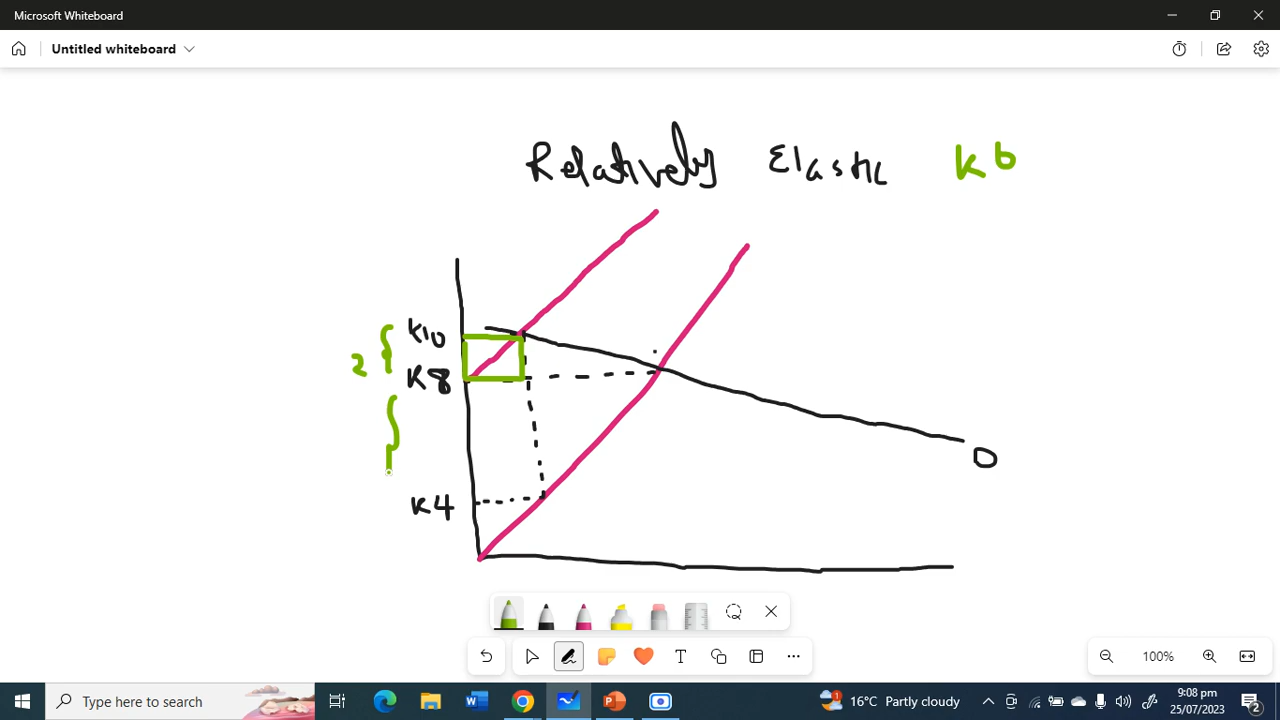 Microsoft Whiteboard
Untitled whiteboard
Relatively Elastic K6
K10
2
K8
D
K4
100%
Type here to search
16°C Partly cloudy
9:08 pm
25/07/2023
2